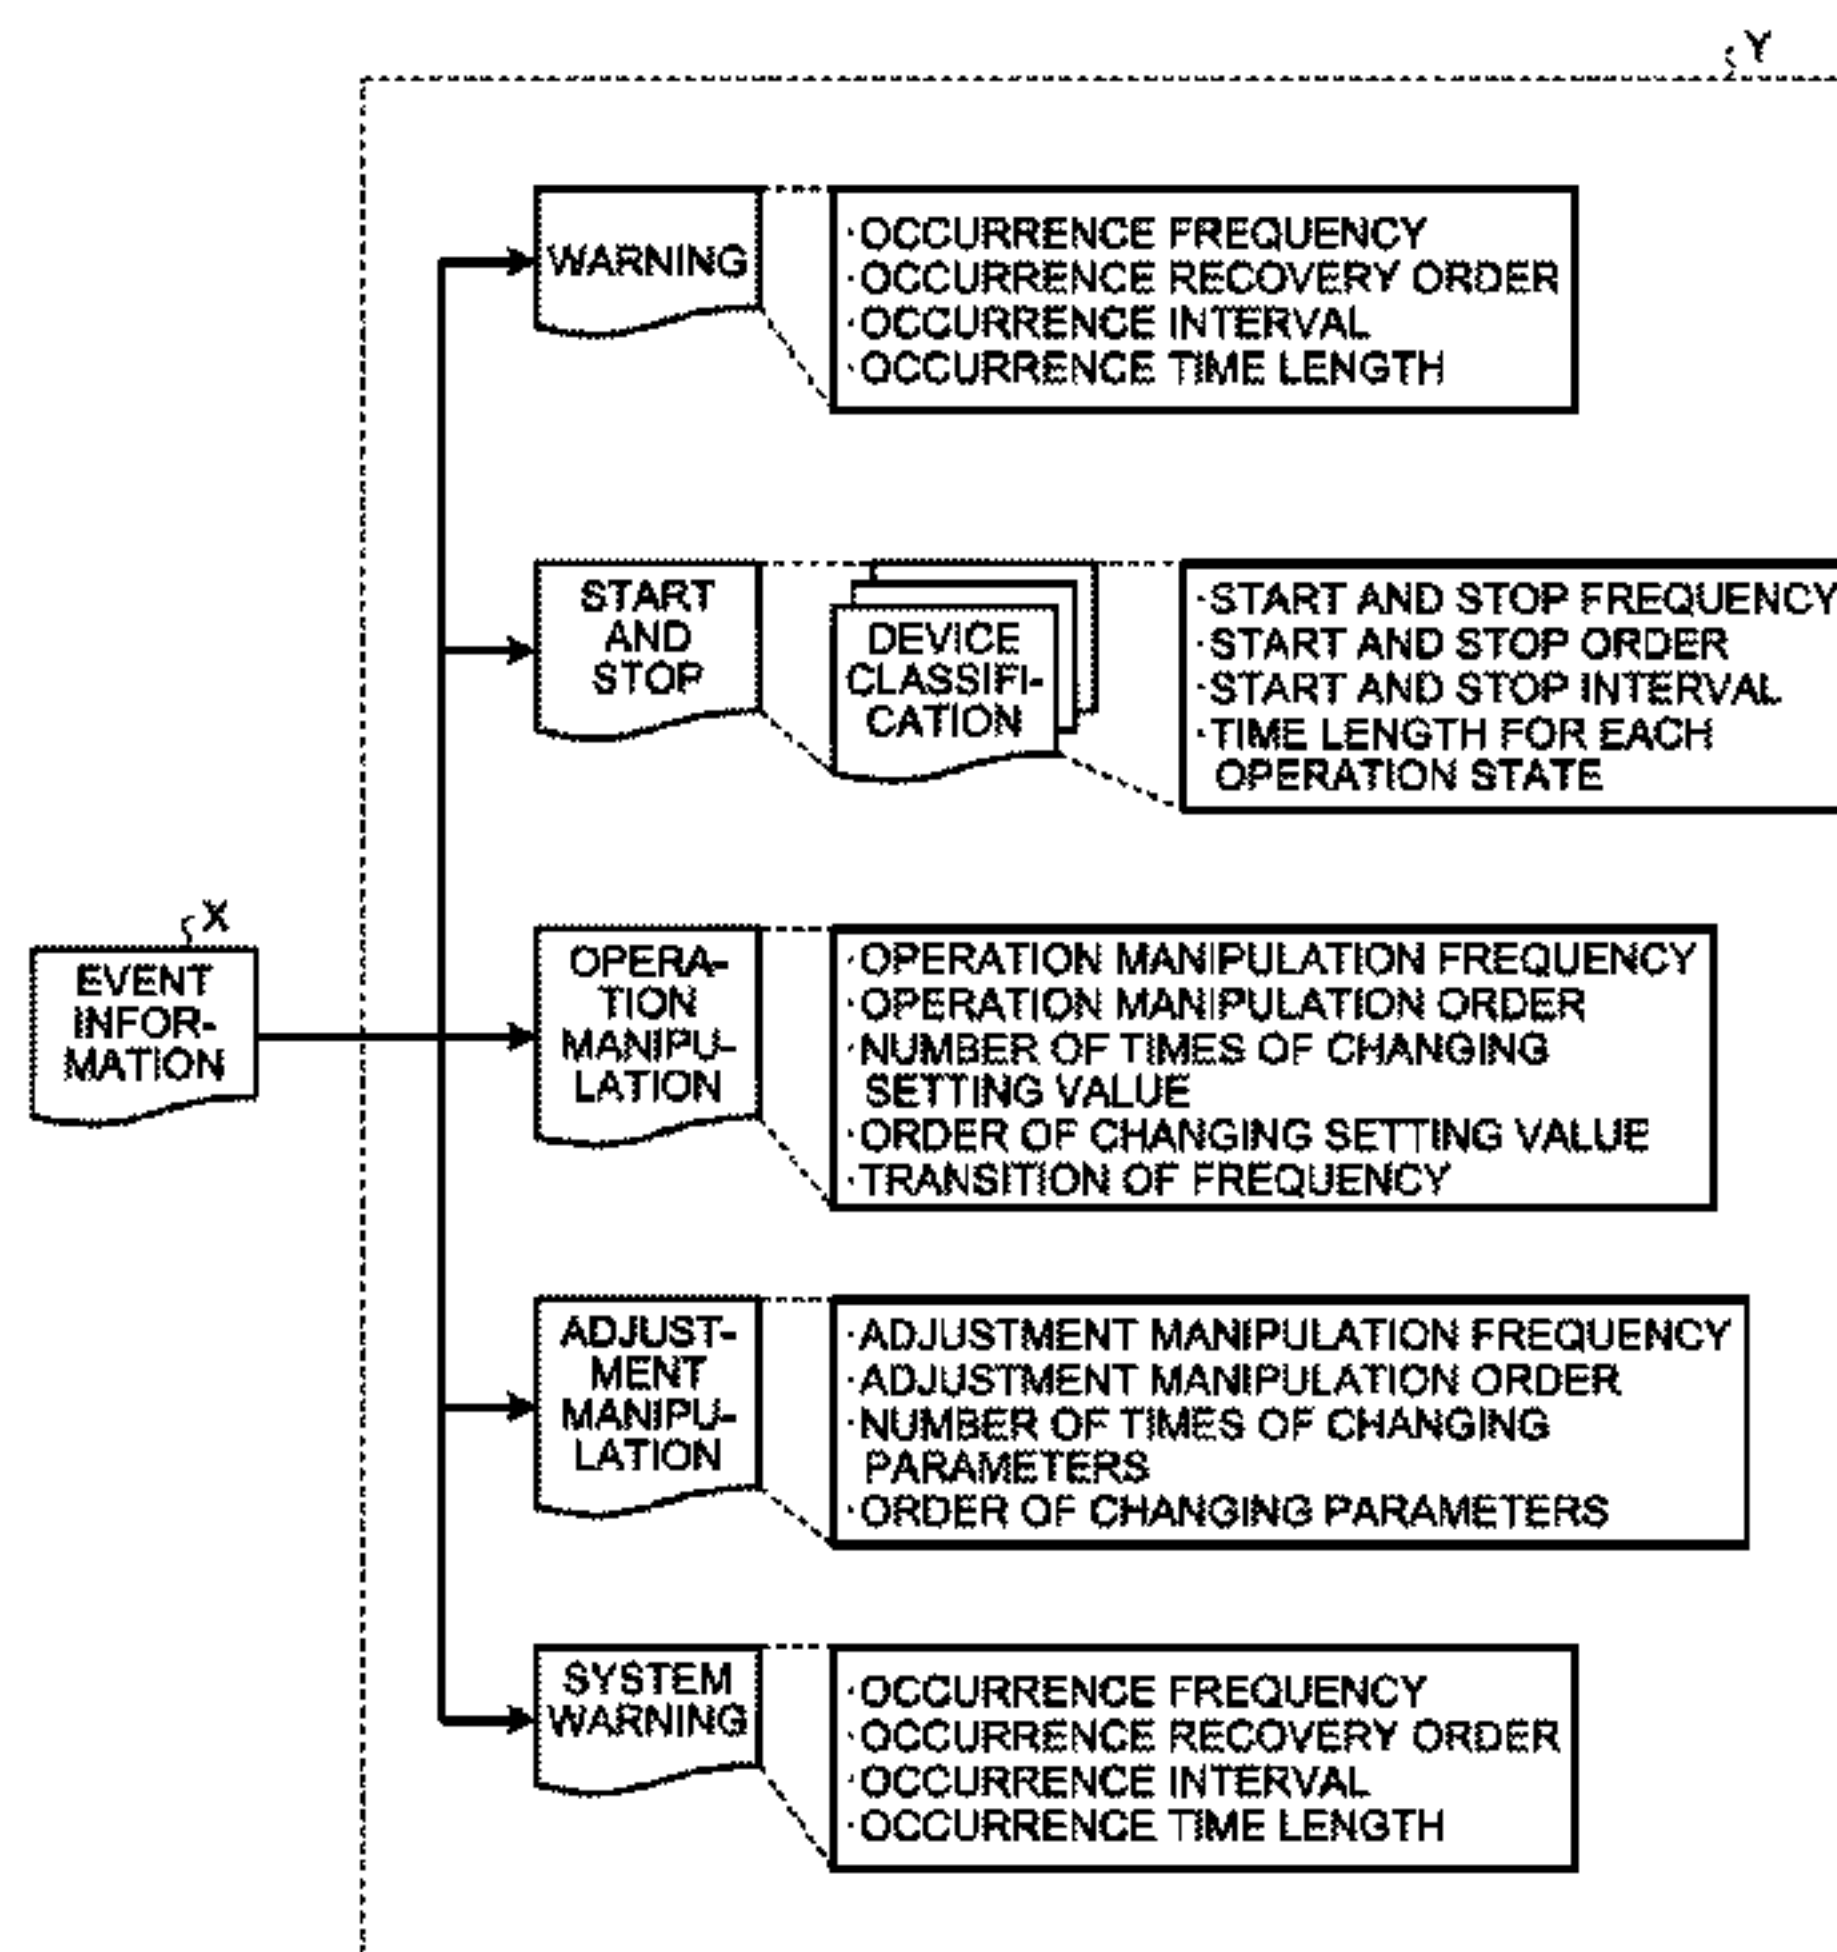 Y
WARNING
·OCCURRENCE FREQUENCY
·OCCURRENCE RECOVERY ORDER
·OCCURRENCE INTERVAL
·OCCURRENCE TIME LENGTH
START
AND
STOP
DEVICE
CLASSIFI-
CATION
·START AND STOP FREQUENCY
·START AND STOP ORDER
·START AND STOP INTERVAL
·TIME LENGTH FOR EACH
OPERATION STATE
X
EVENT
INFOR-
MATION
OPERA-
TION
MANIPU-
LATION
·OPERATION MANIPULATION FREQUENCY
·OPERATION MANIPULATION ORDER
·NUMBER OF TIMES OF CHANGING
SETTING VALUE
·ORDER OF CHANGING SETTING VALUE
·TRANSITION OF FREQUENCY
ADJUST-
MENT
MANIPU-
LATION
·ADJUSTMENT MANIPULATION FREQUENCY
·ADJUSTMENT MANIPULATION ORDER
·NUMBER OF TIMES OF CHANGING
PARAMETERS
·ORDER OF CHANGING PARAMETERS
SYSTEM
WARNING
·OCCURRENCE FREQUENCY
·OCCURRENCE RECOVERY ORDER
·OCCURRENCE INTERVAL
·OCCURRENCE TIME LENGTH